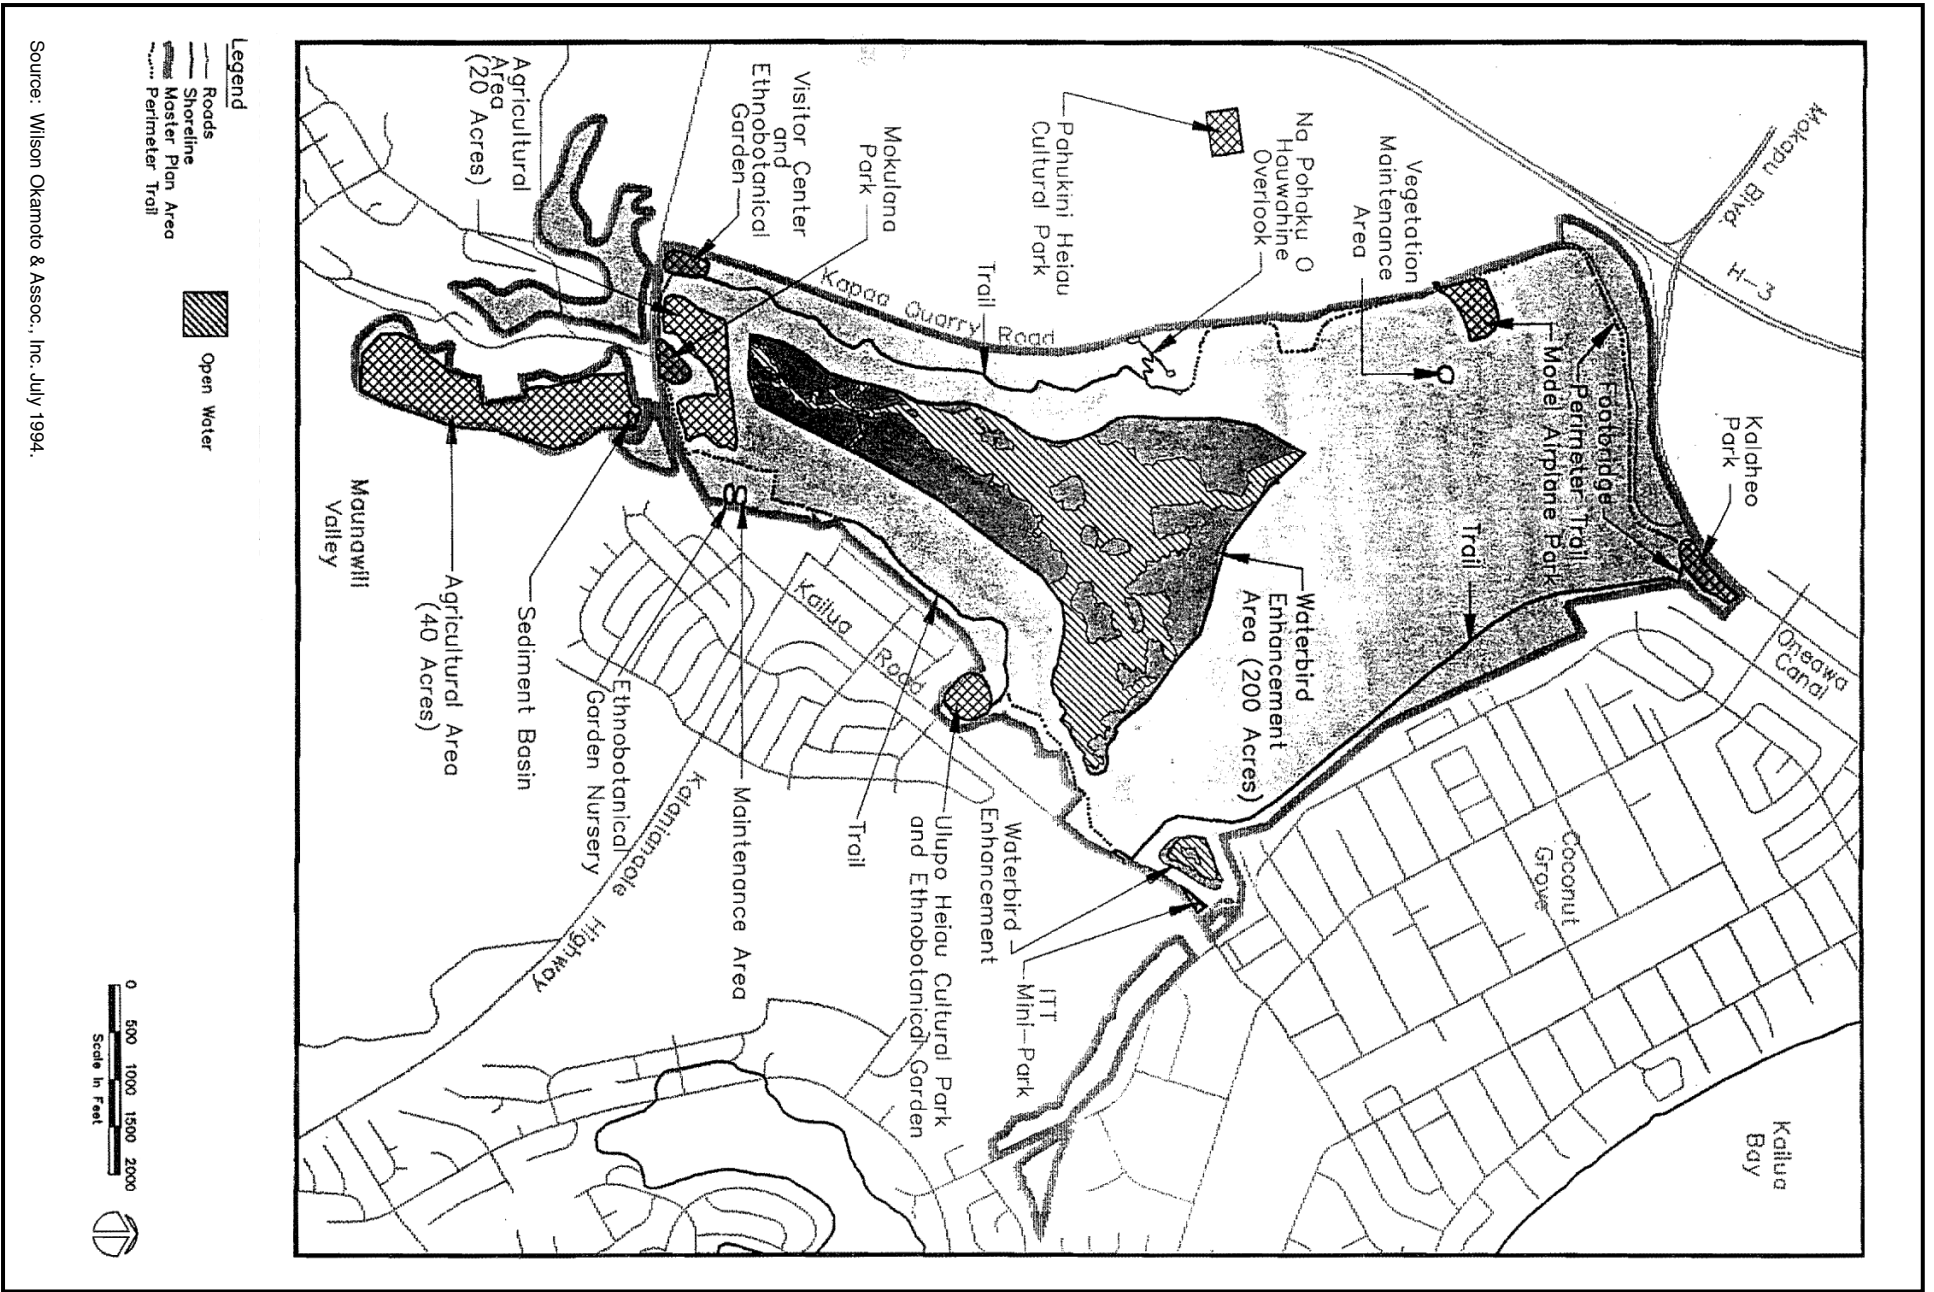 Mokapu Blvd.
H-3
Kalaheo
Park
Oneawa
Canal
Kailua
Bay
Footbridge
Perimeter Trail
Model Airplane Park
Trail
Vegetation
Maintenance
Area
Na Pohaku O
Hauwahine
Overlook
Pahukini Heiau
Cultural Park
Trail
Kapaa Quarry Road
Mokulana
Park
Visitor Center
and
Ethnobotanical
Garden
Agricultural
Area
(20 Acres)
Waterbird
Enhancement
Area (200 Acres)
Coconut
Grove
Waterbird
Enhancement
ITT
Mini-Park
Ulupo Heiau Cultural Park
and Ethnobotanical Garden
Trail
Kailua Road
Maintenance Area
Ethnobotanical
Garden Nursery
Kalanianaole Highway
Sediment Basin
Agricultural Area
(40 Acres)
Maunawili
Valley
Legend
Roads
Shoreline
Master Plan Area
Perimeter Trail
Open Water
0 500 1000 1500 2000
Scale In Feet
Source: Wilson Okamoto & Assoc., Inc. July 1994.